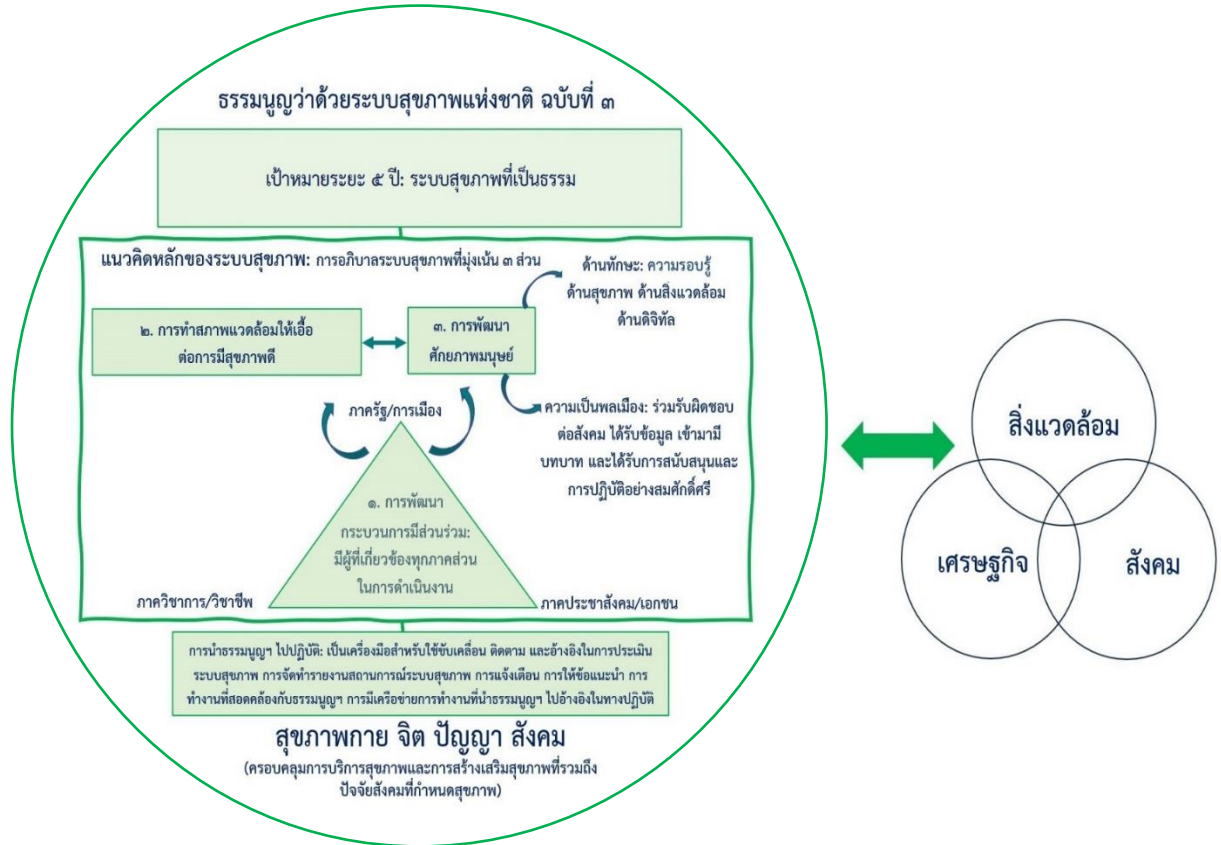 ธรรมนูญว่าด้วยระบบสุขภาพแห่งชาติ ฉบับที่ ๓
เป้าหมายระยะ ๕ ปี: ระบบสุขภาพที่เป็นธรรม
แนวคิดหลักของระบบสุขภาพ: การอภิบาลระบบสุขภาพที่มุ่งเน้น ๓ ส่วน
ด้านทักษะ: ความรอบรู้
ด้านสุขภาพ ด้านสิ่งแวดล้อม
ด้านดิจิทัล
๒. การทำสภาพแวดล้อมให้เอื้อ
ต่อการมีสุขภาพดี
๓. การพัฒนา
ศักยภาพมนุษย์
ความเป็นพลเมือง: ร่วมรับผิดชอบ
ต่อสังคม ได้รับข้อมูล เข้ามามี
บทบาท และได้รับการสนับสนุนและ
การปฏิบัติอย่างสมศักดิ์ศรี
ภาครัฐ/การเมือง
๑. การพัฒนา
กระบวนการมีส่วนร่วม:
มีผู้ที่เกี่ยวข้องทุกภาคส่วน
ในการดำเนินงาน
ภาควิชาการ/วิชาชีพ
ภาคประชาสังคม/เอกชน
การนำธรรมนูญฯ ไปปฏิบัติ: เป็นเครื่องมือสำหรับใช้ขับเคลื่อน ติดตาม และอ้างอิงในการประเมิน
ระบบสุขภาพ การจัดทำรายงานสถานการณ์ระบบสุขภาพ การแจ้งเตือน การให้ข้อแนะนำ การ
ทำงานที่สอดคล้องกับธรรมนูญฯ การมีเครือข่ายการทำงานที่นำธรรมนูญฯ ไปอ้างอิงในทางปฏิบัติ
สุขภาพกาย จิต ปัญญา สังคม
(ครอบคลุมการบริการสุขภาพและการสร้างเสริมสุขภาพที่รวมถึง
ปัจจัยสังคมที่กำหนดสุขภาพ)
สิ่งแวดล้อม
เศรษฐกิจ
สังคม